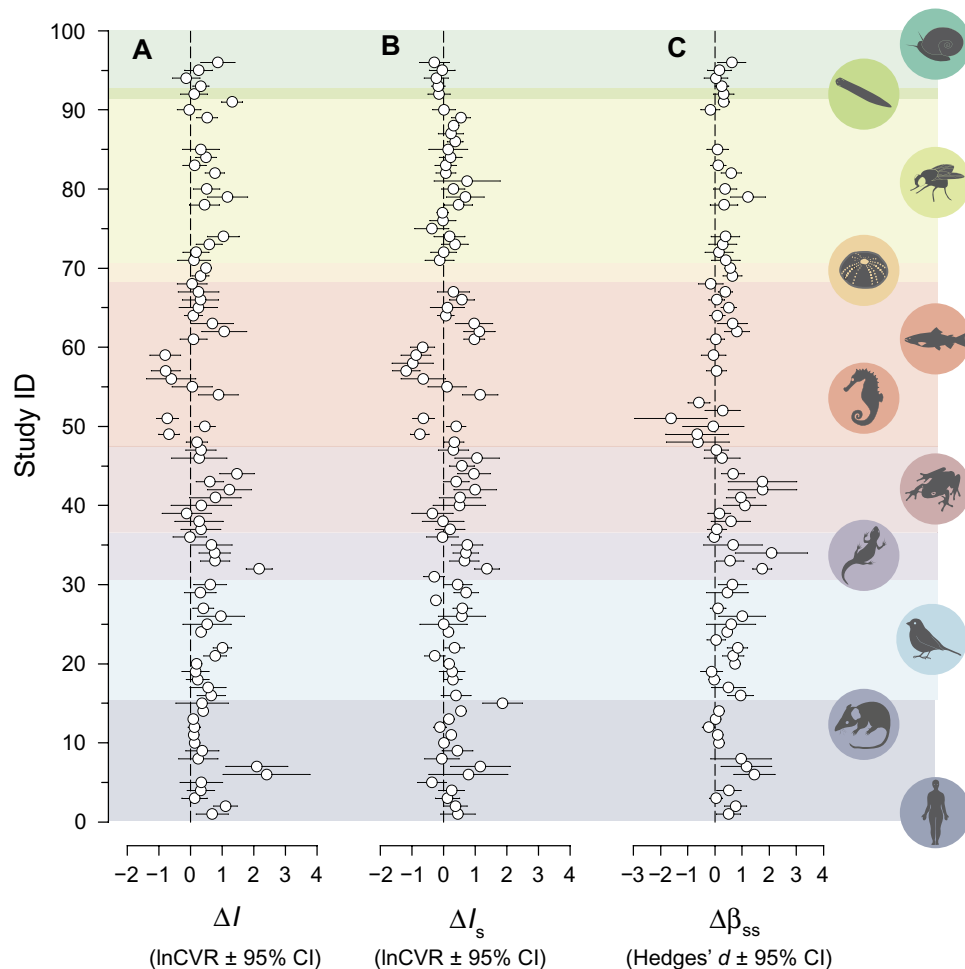 A B C
100
90
80
70
60
50
40
30
20
10
0
Study ID
−2 −1 0 1 2 3 4 −2 −1 0 1 2 3 4 −3 −2 −1 0 1 2 3 4
ΔI ΔIs Δβss
(lnCVR ± 95% CI) (lnCVR ± 95% CI) (Hedges’ d ± 95% CI)